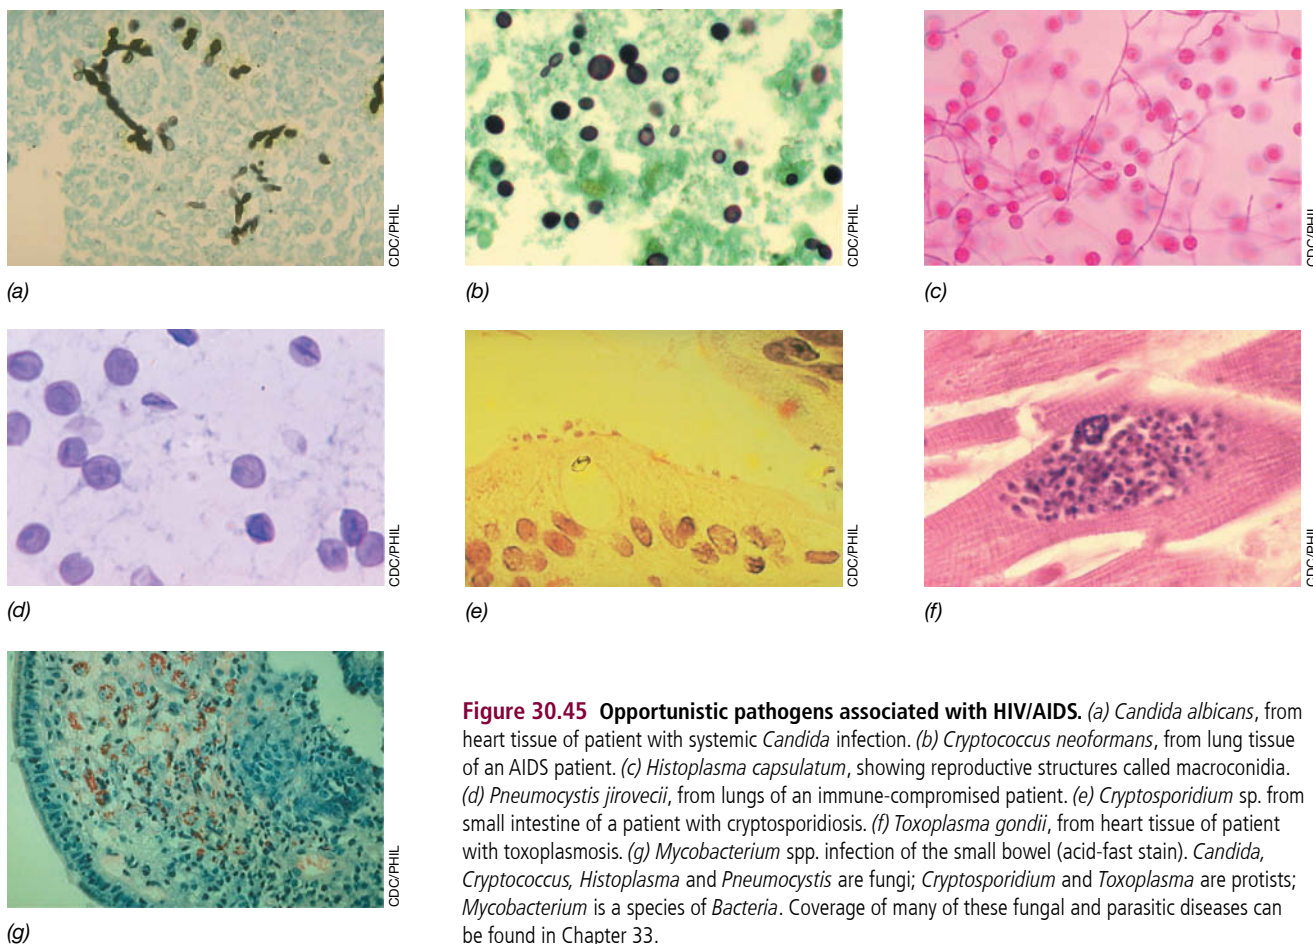 CDC/PHIL
CDC/PHIL
CDC/PHIL
(a)
(b)
(c)
CDC/PHIL
CDC/PHIL
CDC/PHIL
(d)
(e)
(f)
CDC/PHIL
(g)
Figure 30.45 Opportunistic pathogens associated with HIV/AIDS. (a) Candida albicans, from
heart tissue of patient with systemic Candida infection. (b) Cryptococcus neoformans, from lung tissue
of an AIDS patient. (c) Histoplasma capsulatum, showing reproductive structures called macroconidia.
(d) Pneumocystis jirovecii, from lungs of an immune-compromised patient. (e) Cryptosporidium sp. from
small intestine of a patient with cryptosporidiosis. (f) Toxoplasma gondii, from heart tissue of patient
with toxoplasmosis. (g) Mycobacterium spp. infection of the small bowel (acid-fast stain). Candida,
Cryptococcus, Histoplasma and Pneumocystis are fungi; Cryptosporidium and Toxoplasma are protists;
Mycobacterium is a species of Bacteria. Coverage of many of these fungal and parasitic diseases can
be found in Chapter 33.